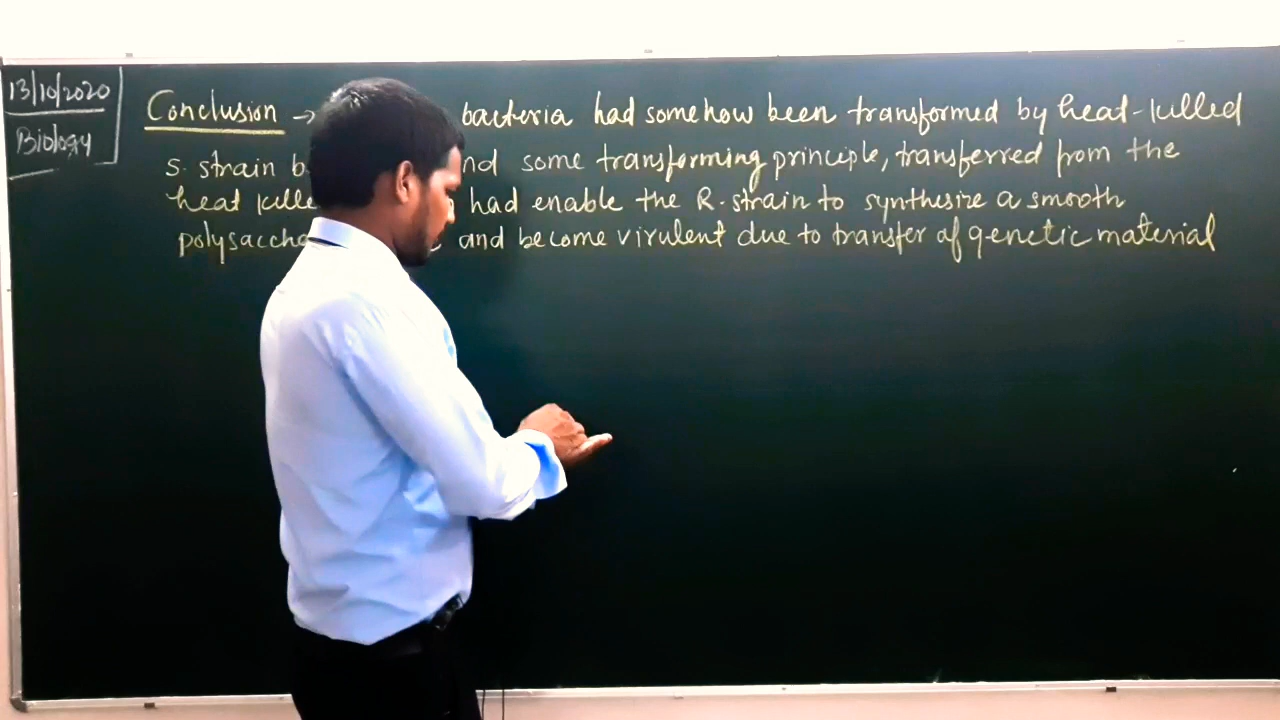 13/10/2020
Biology
Conclusion → bacteria had somehow been transformed by heat-killed
S. strain b nd some transforming principle, transferred from the
heat kille had enable the R-strain to synthesize a smooth
polysaccha and become virulent due to transfer of genetic material